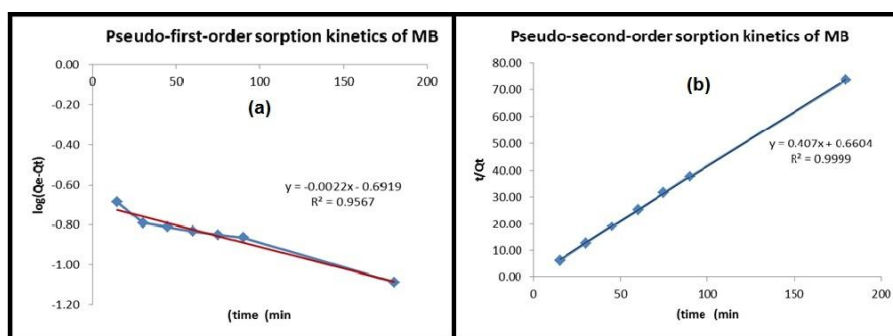 Pseudo-first-order sorption kinetics of MB
0.00
0 50 100 150 200
(a)
-0.20
-0.40
-0.60
-0.80
-1.00
-1.20
log(Qe-Qt)
y = -0.0022x - 0.6919
R² = 0.9567
(time (min
Pseudo-second-order sorption kinetics of MB
80.00
(b)
70.00
60.00
50.00
40.00
30.00
20.00
10.00
0.00
t/Qt
y = 0.407x + 0.6604
R² = 0.9999
0 50 100 150 200
(time (min